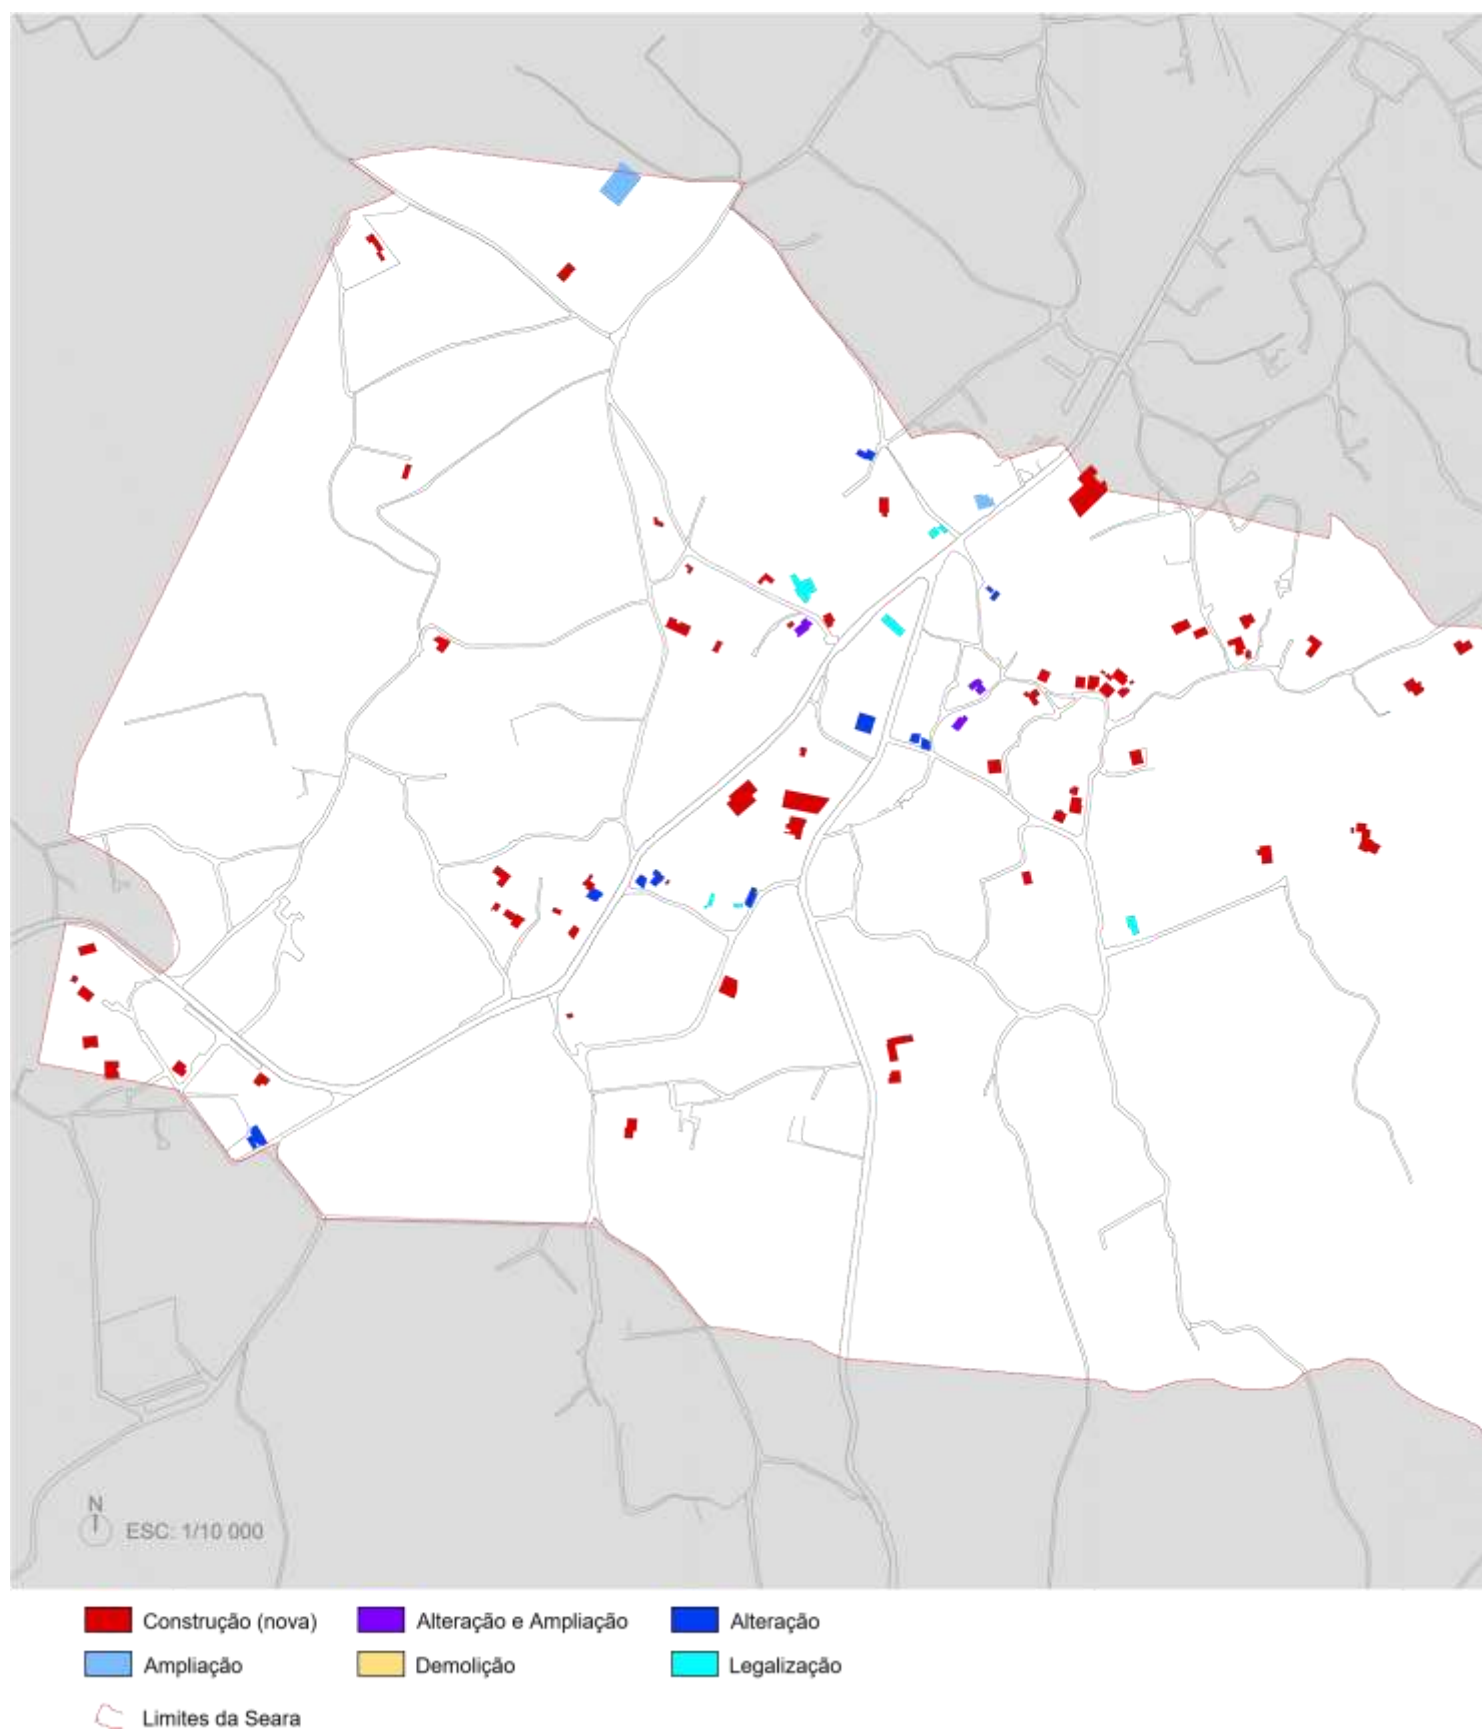 N
ESC: 1/10 000
Construção (nova)
Alteração e Ampliação
Alteração
Ampliação
Demolição
Legalização
Limites da Seara